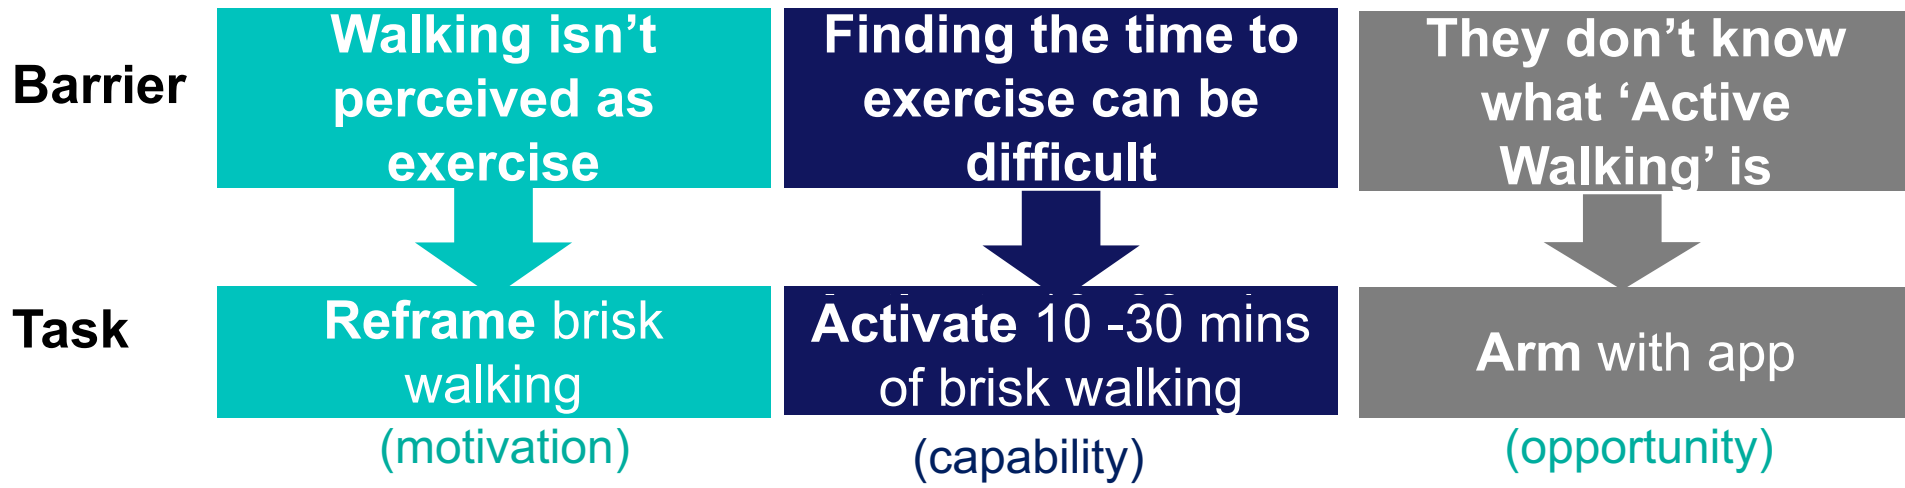 Barrier
Walking isn’t
perceived as
exercise
Finding the time to
exercise can be
difficult
They don’t know
what ‘Active
Walking’ is
Task
Reframe brisk
walking
(motivation)
Activate 10 -30 mins
of brisk walking
(capability)
Arm with app
(opportunity)